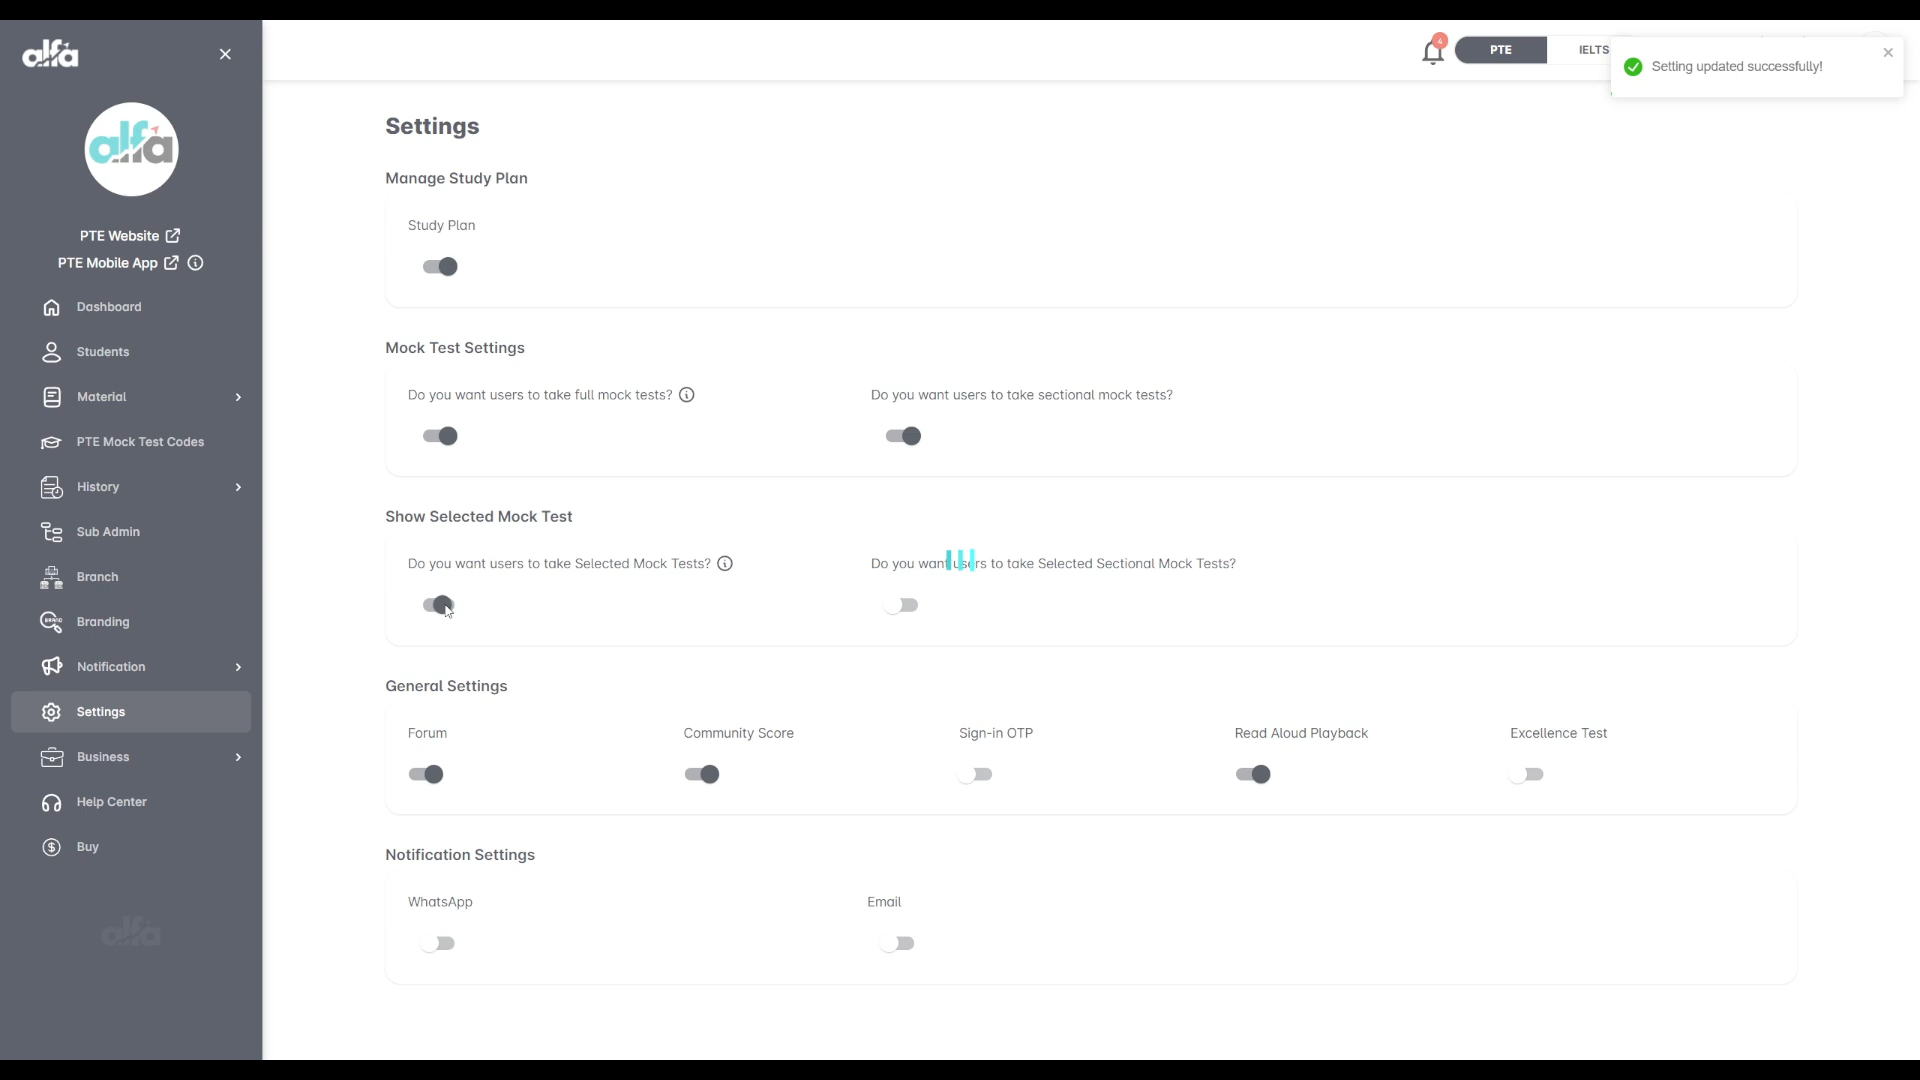 alfa
4
PTE
IELTS
Setting updated successfully!
alfa
PTE Website
PTE Mobile App
Dashboard
Students
Material
PTE Mock Test Codes
History
Sub Admin
Branch
BRAND
Branding
Notification
Settings
Business
Help Center
Buy
alfa
Settings
Manage Study Plan
Study Plan
Mock Test Settings
Do you want users to take full mock tests?
Do you want users to take sectional mock tests?
Show Selected Mock Test
Do you want users to take Selected Mock Tests?
Do you want users to take Selected Sectional Mock Tests?
General Settings
Forum
Community Score
Sign-in OTP
Read Aloud Playback
Excellence Test
Notification Settings
WhatsApp
Email